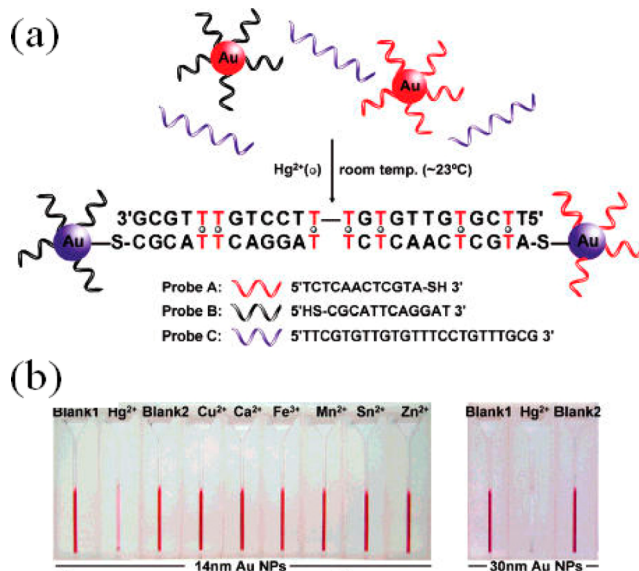 (a)
Au
Au
Hg²⁺(○) room temp. (~23ºC)
3'GCGTTTGTCCTT—TGTGTTGTGCTT5'
Au —S-CGCATTCAGGAT TCTCAACTCGTA-S— Au
Probe A: 5'TCTCAACTCGTA-SH 3'
Probe B: 5'HS-CGCATTCAGGAT 3'
Probe C: 5'TTCGTGTTGTGTTTCCTGTTTGCG 3'
(b)
Blank1 Hg²⁺ Blank2 Cu²⁺ Ca²⁺ Fe³⁺ Mn²⁺ Sn²⁺ Zn²⁺ Blank1 Hg²⁺ Blank2
14nm Au NPs 30nm Au NPs